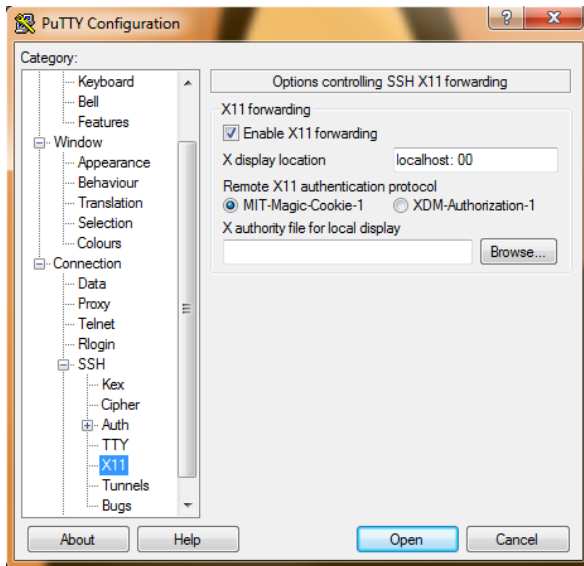 PuTTY Configuration
Category:
Keyboard
Bell
Features
Window
Appearance
Behaviour
Translation
Selection
Colours
Connection
Data
Proxy
Telnet
Rlogin
SSH
Kex
Cipher
Auth
TTY
X11
Tunnels
Bugs
Options controlling SSH X11 forwarding
X11 forwarding
Enable X11 forwarding
X display location localhost: 00
Remote X11 authentication protocol
MIT-Magic-Cookie-1 XDM-Authorization-1
X authority file for local display
Browse...
About Help Open Cancel